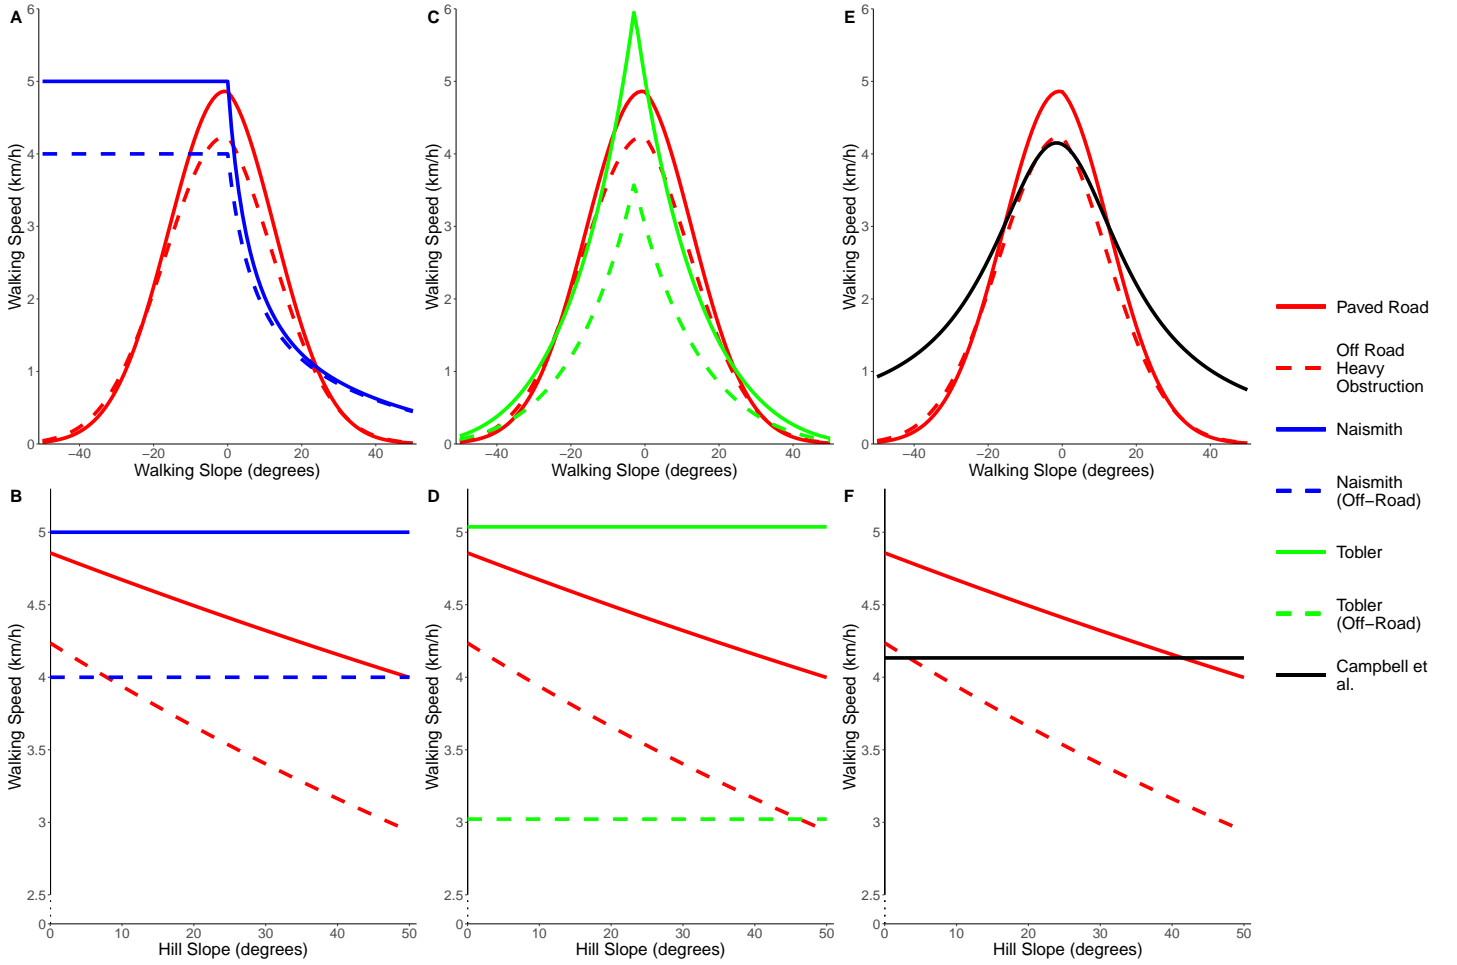 A
6
5
4
3
2
1
0
−40
−20
0
20
40
Walking Speed (km/h)
Walking Slope (degrees)
C
6
5
4
3
2
1
0
−40
−20
0
20
40
Walking Speed (km/h)
Walking Slope (degrees)
E
6
5
4
3
2
1
0
−40
−20
0
20
40
Walking Speed (km/h)
Walking Slope (degrees)
B
5
4.5
4
3.5
3
2.5
0
0
10
20
30
40
50
Walking Speed (km/h)
Hill Slope (degrees)
D
5
4.5
4
3.5
3
2.5
0
0
10
20
30
40
50
Walking Speed (km/h)
Hill Slope (degrees)
F
5
4.5
4
3.5
3
2.5
0
0
10
20
30
40
50
Walking Speed (km/h)
Hill Slope (degrees)
Paved Road
Off Road
Heavy
Obstruction
Naismith
Naismith
(Off−Road)
Tobler
Tobler
(Off−Road)
Campbell et
al.